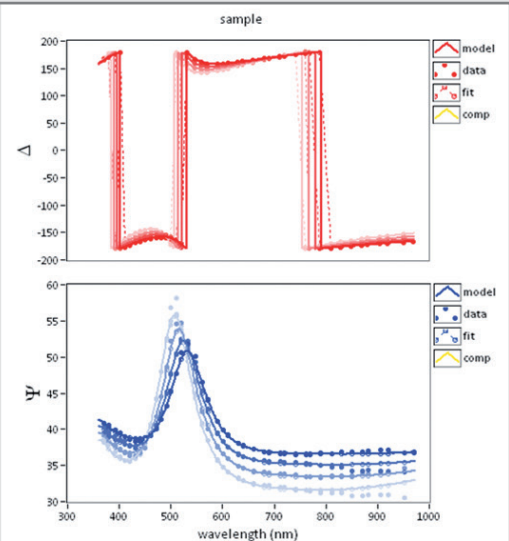 sample
200
150
100
50
0
-50
-100
-150
-200
Δ
model
data
fit
comp
60
55
50
45
40
35
30
Ψ
model
data
fit
comp
300 400 500 600 700 800 900 1000
wavelength (nm)